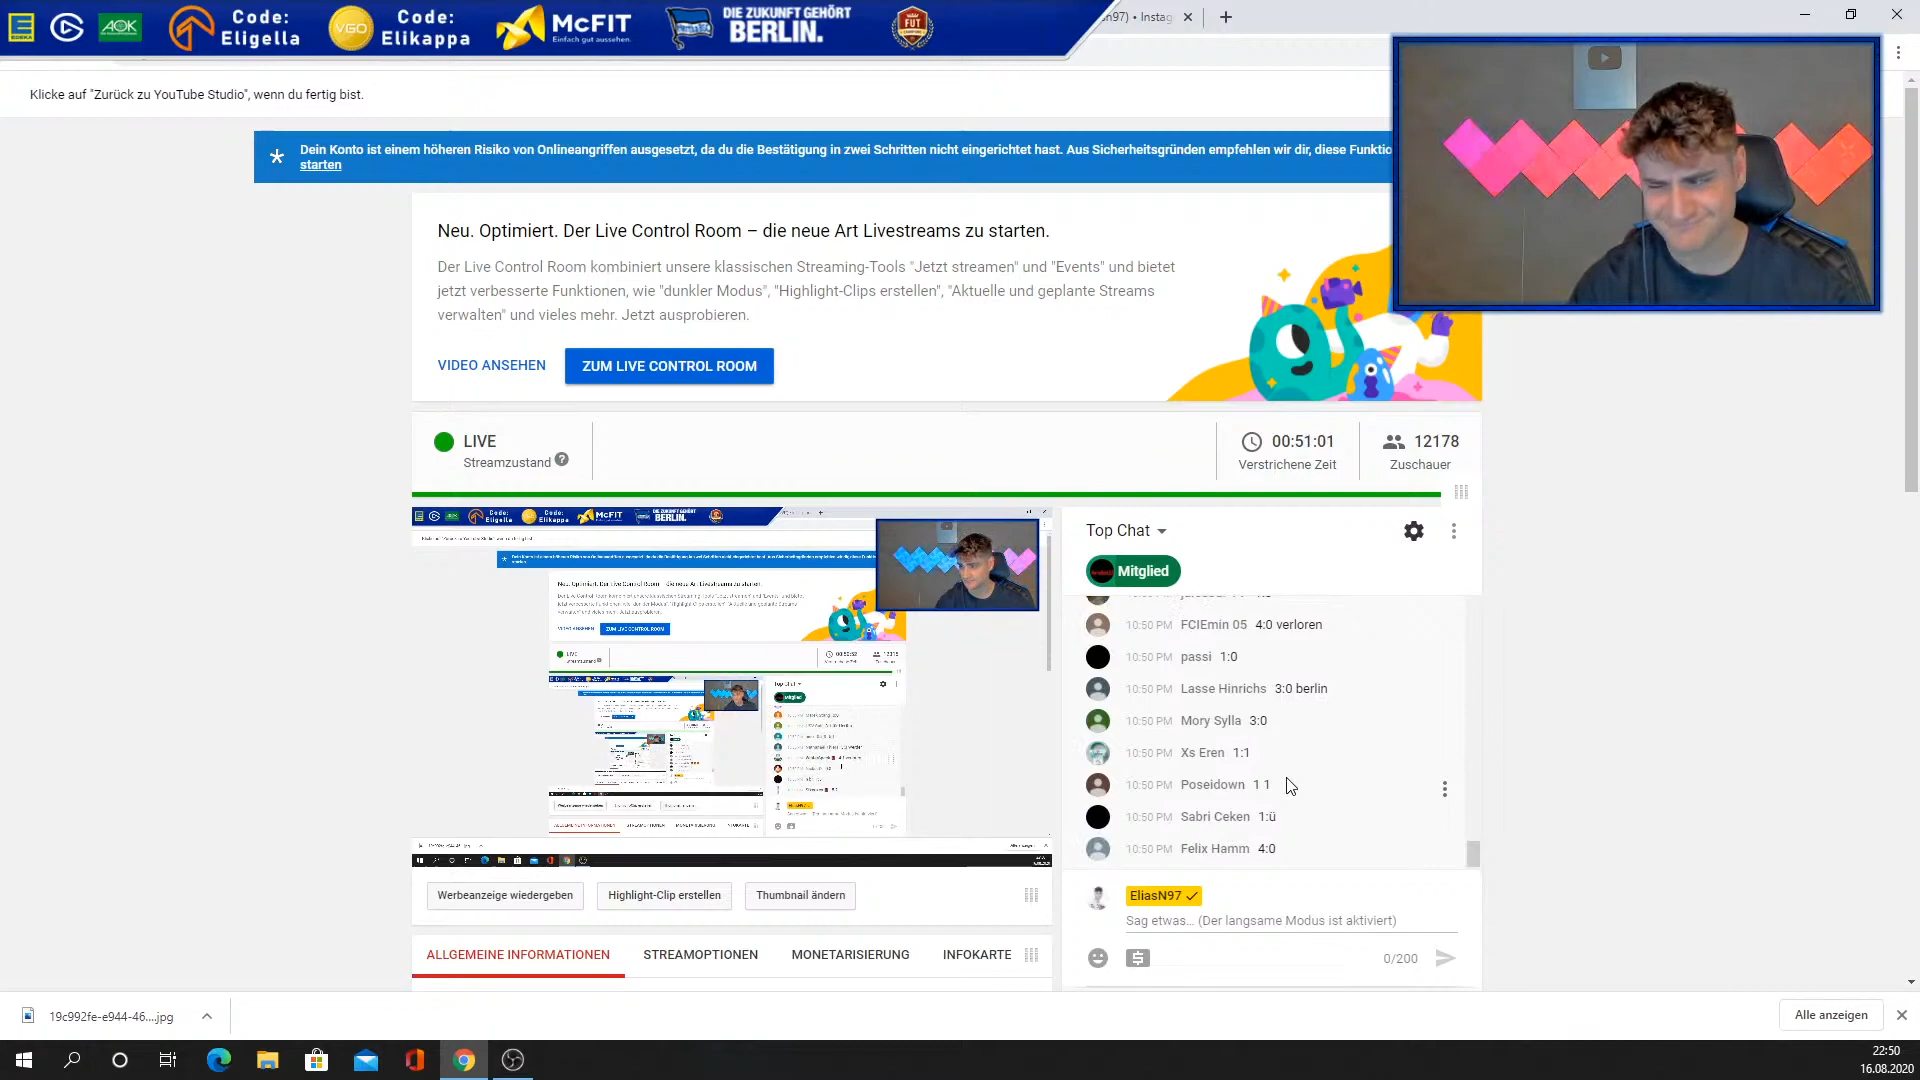 EDEKA
AOK
Code: Eligella
VGO
Code: Elikappa
McFIT
Einfach gut aussehen.
DIE ZUKUNFT GEHÖRT
BERLIN.
FUT
n97) • Instag
Klicke auf "Zurück zu YouTube Studio", wenn du fertig bist.
Dein Konto ist einem höheren Risiko von Onlineangriffen ausgesetzt, da du die Bestätigung in zwei Schritten nicht eingerichtet hast. Aus Sicherheitsgründen empfehlen wir dir, diese Funktio
starten
Neu. Optimiert. Der Live Control Room – die neue Art Livestreams zu starten.
Der Live Control Room kombiniert unsere klassischen Streaming-Tools "Jetzt streamen" und "Events" und bietet
jetzt verbesserte Funktionen, wie "dunkler Modus", "Highlight-Clips erstellen", "Aktuelle und geplante Streams
verwalten" und vieles mehr. Jetzt ausprobieren.
VIDEO ANSEHEN
ZUM LIVE CONTROL ROOM
LIVE
Streamzustand
00:51:01
Verstrichene Zeit
12178
Zuschauer
Top Chat
Mitglied
10:50 PM FCIEmin 05 4:0 verloren
10:50 PM passi 1:0
10:50 PM Lasse Hinrichs 3:0 berlin
10:50 PM Mory Sylla 3:0
10:50 PM Xs Eren 1:1
10:50 PM Poseidown 1 1
10:50 PM Sabri Ceken 1:ü
10:50 PM Felix Hamm 4:0
EliasN97
Sag etwas... (Der langsame Modus ist aktiviert)
0/200
Werbeanzeige wiedergeben
Highlight-Clip erstellen
Thumbnail ändern
ALLGEMEINE INFORMATIONEN
STREAMOPTIONEN
MONETARISIERUNG
INFOKARTE
19c992fe-e944-46....jpg
Alle anzeigen
22:50
16.08.2020